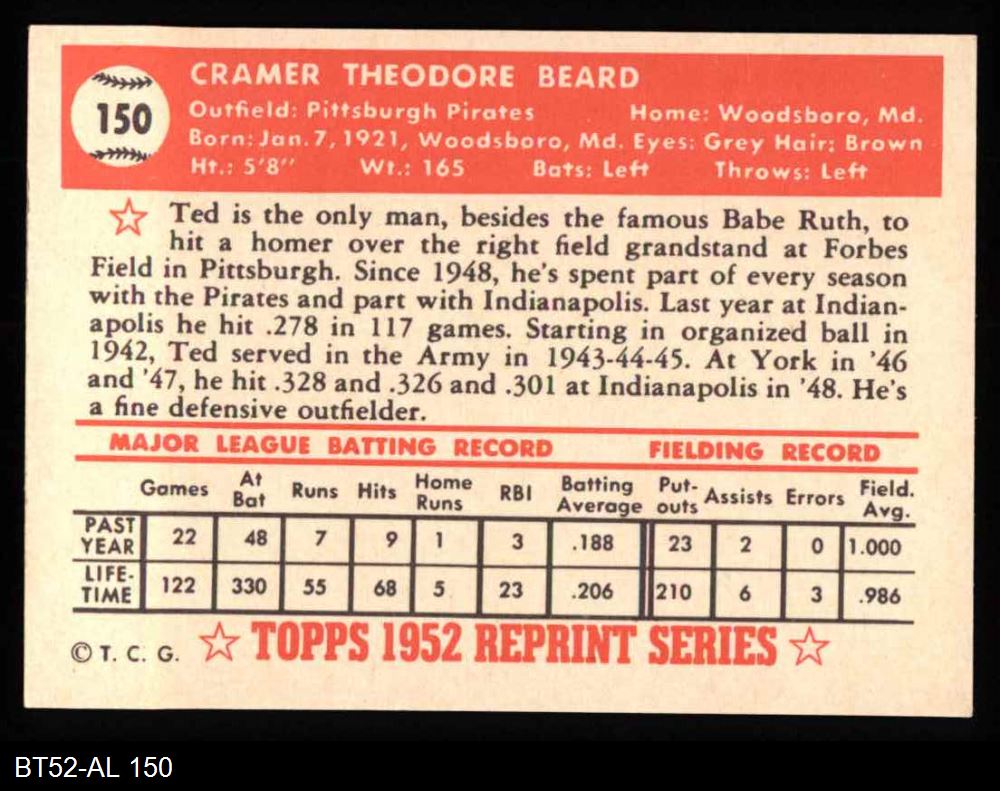 150
CRAMER THEODORE BEARD
Outfield: Pittsburgh Pirates Home: Woodsboro, Md.
Born: Jan. 7, 1921, Woodsboro, Md. Eyes: Grey Hair: Brown
Ht.: 5'8" Wt.: 165 Bats: Left Throws: Left
Ted is the only man, besides the famous Babe Ruth, to
hit a homer over the right field grandstand at Forbes
Field in Pittsburgh. Since 1948, he's spent part of every season
with the Pirates and part with Indianapolis. Last year at Indian-
apolis he hit .278 in 117 games. Starting in organized ball in
1942, Ted served in the Army in 1943-44-45. At York in '46
and '47, he hit .328 and .326 and .301 at Indianapolis in '48. He's
a fine defensive outfielder.
MAJOR LEAGUE BATTING RECORD FIELDING RECORD
Games At Bat Runs Hits Home Runs RBI Batting Average Put-outs Assists Errors Field. Avg.
PAST YEAR 22 48 7 9 1 3 .188 23 2 0 1.000
LIFE-TIME 122 330 55 68 5 23 .206 210 6 3 .986
© T. C. G. TOPPS 1952 REPRINT SERIES
BT52-AL 150